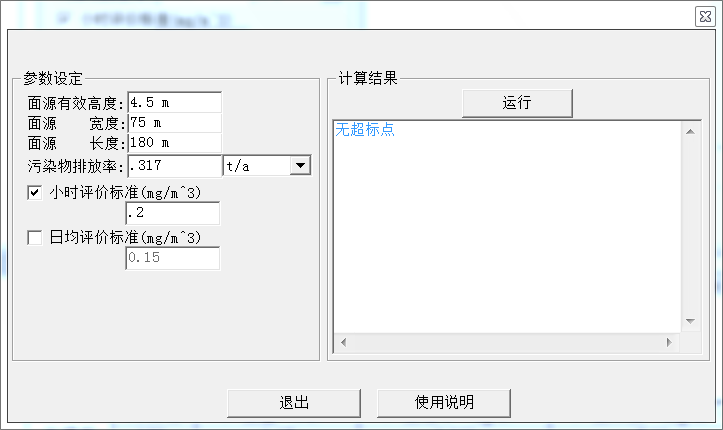 参数设定
面源有效高度: 4.5 m
面源 宽度: 75 m
面源 长度: 180 m
污染物排放率: .317 t/a
小时评价标准(mg/m^3)
.2
日均评价标准(mg/m^3)
0.15
计算结果
运行
无超标点
退出
使用说明